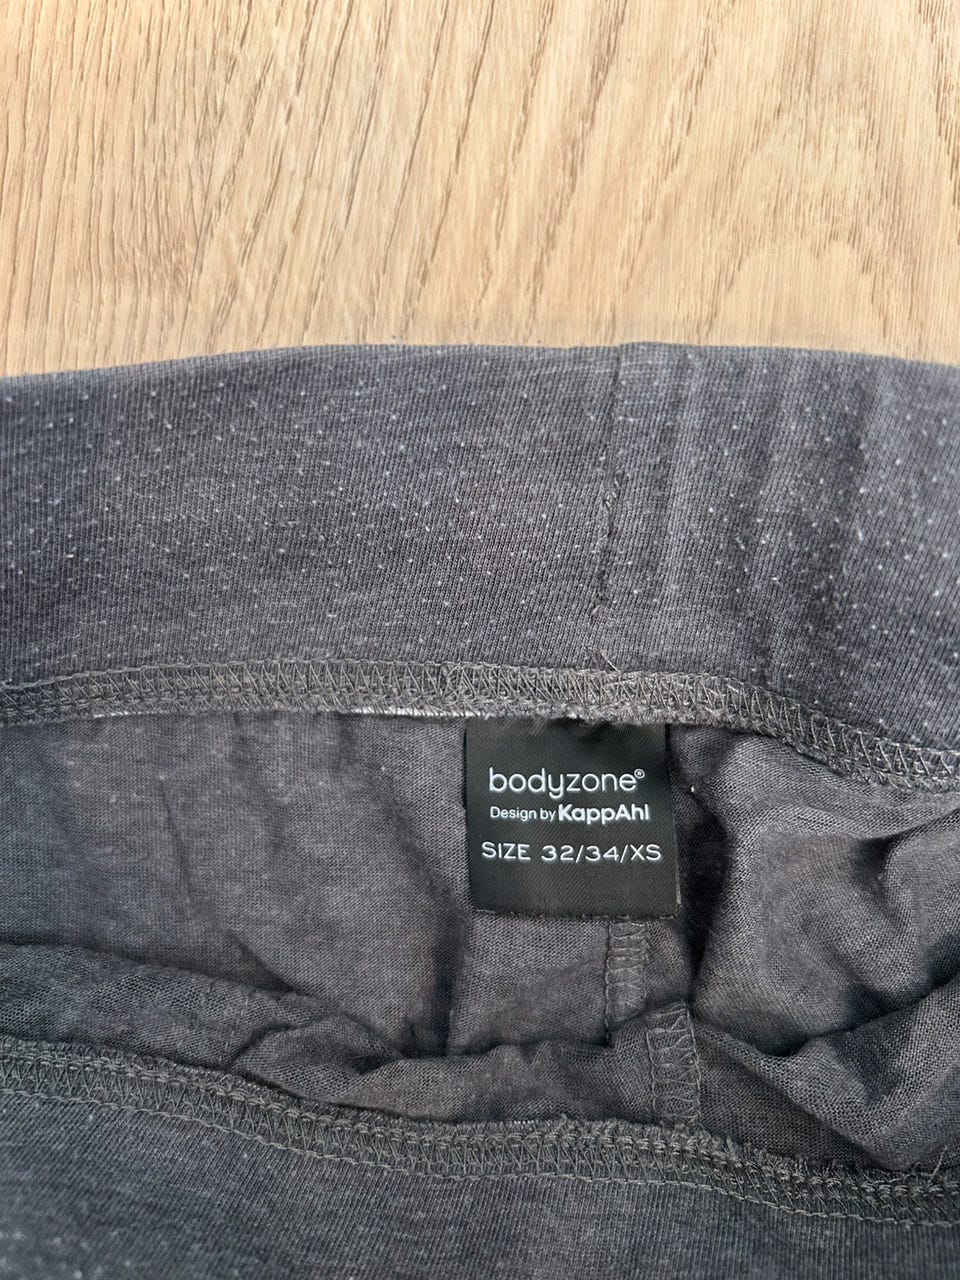 bodyzone®
Design by KappAhl
SIZE 32/34/XS